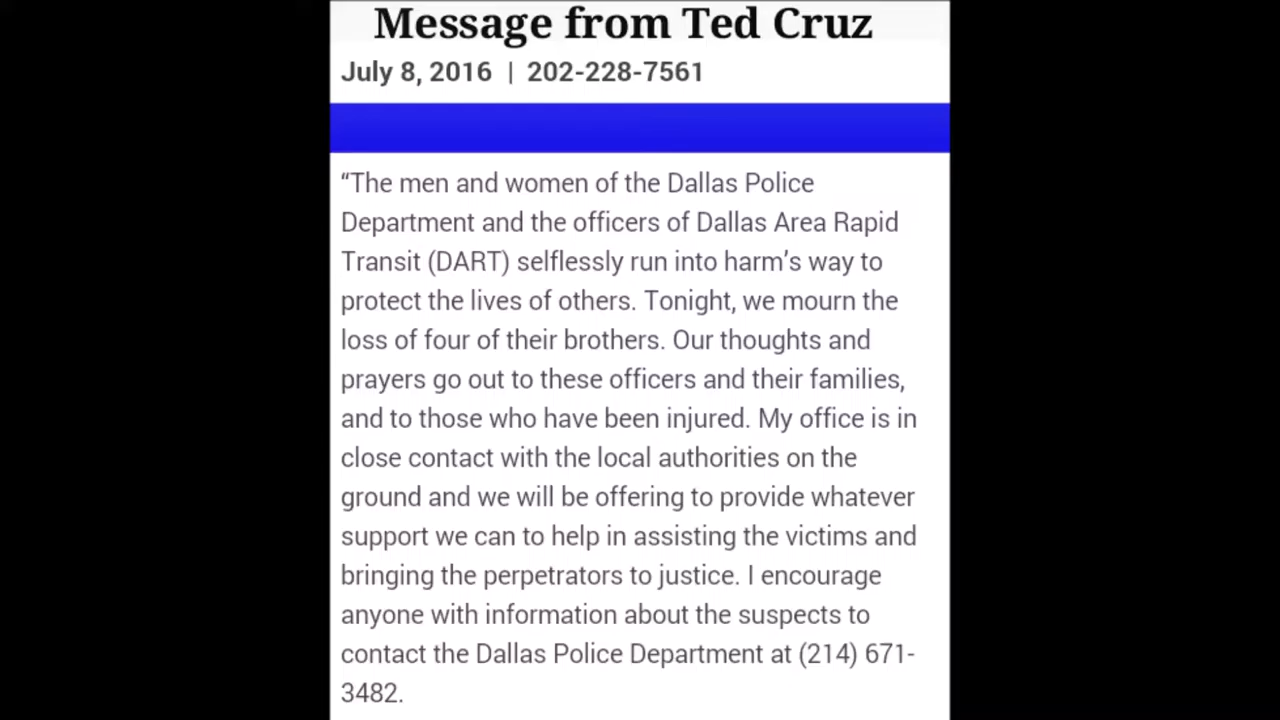 Message from Ted Cruz
July 8, 2016 | 202-228-7561
“The men and women of the Dallas Police
Department and the officers of Dallas Area Rapid
Transit (DART) selflessly run into harm’s way to
protect the lives of others. Tonight, we mourn the
loss of four of their brothers. Our thoughts and
prayers go out to these officers and their families,
and to those who have been injured. My office is in
close contact with the local authorities on the
ground and we will be offering to provide whatever
support we can to help in assisting the victims and
bringing the perpetrators to justice. I encourage
anyone with information about the suspects to
contact the Dallas Police Department at (214) 671-
3482.